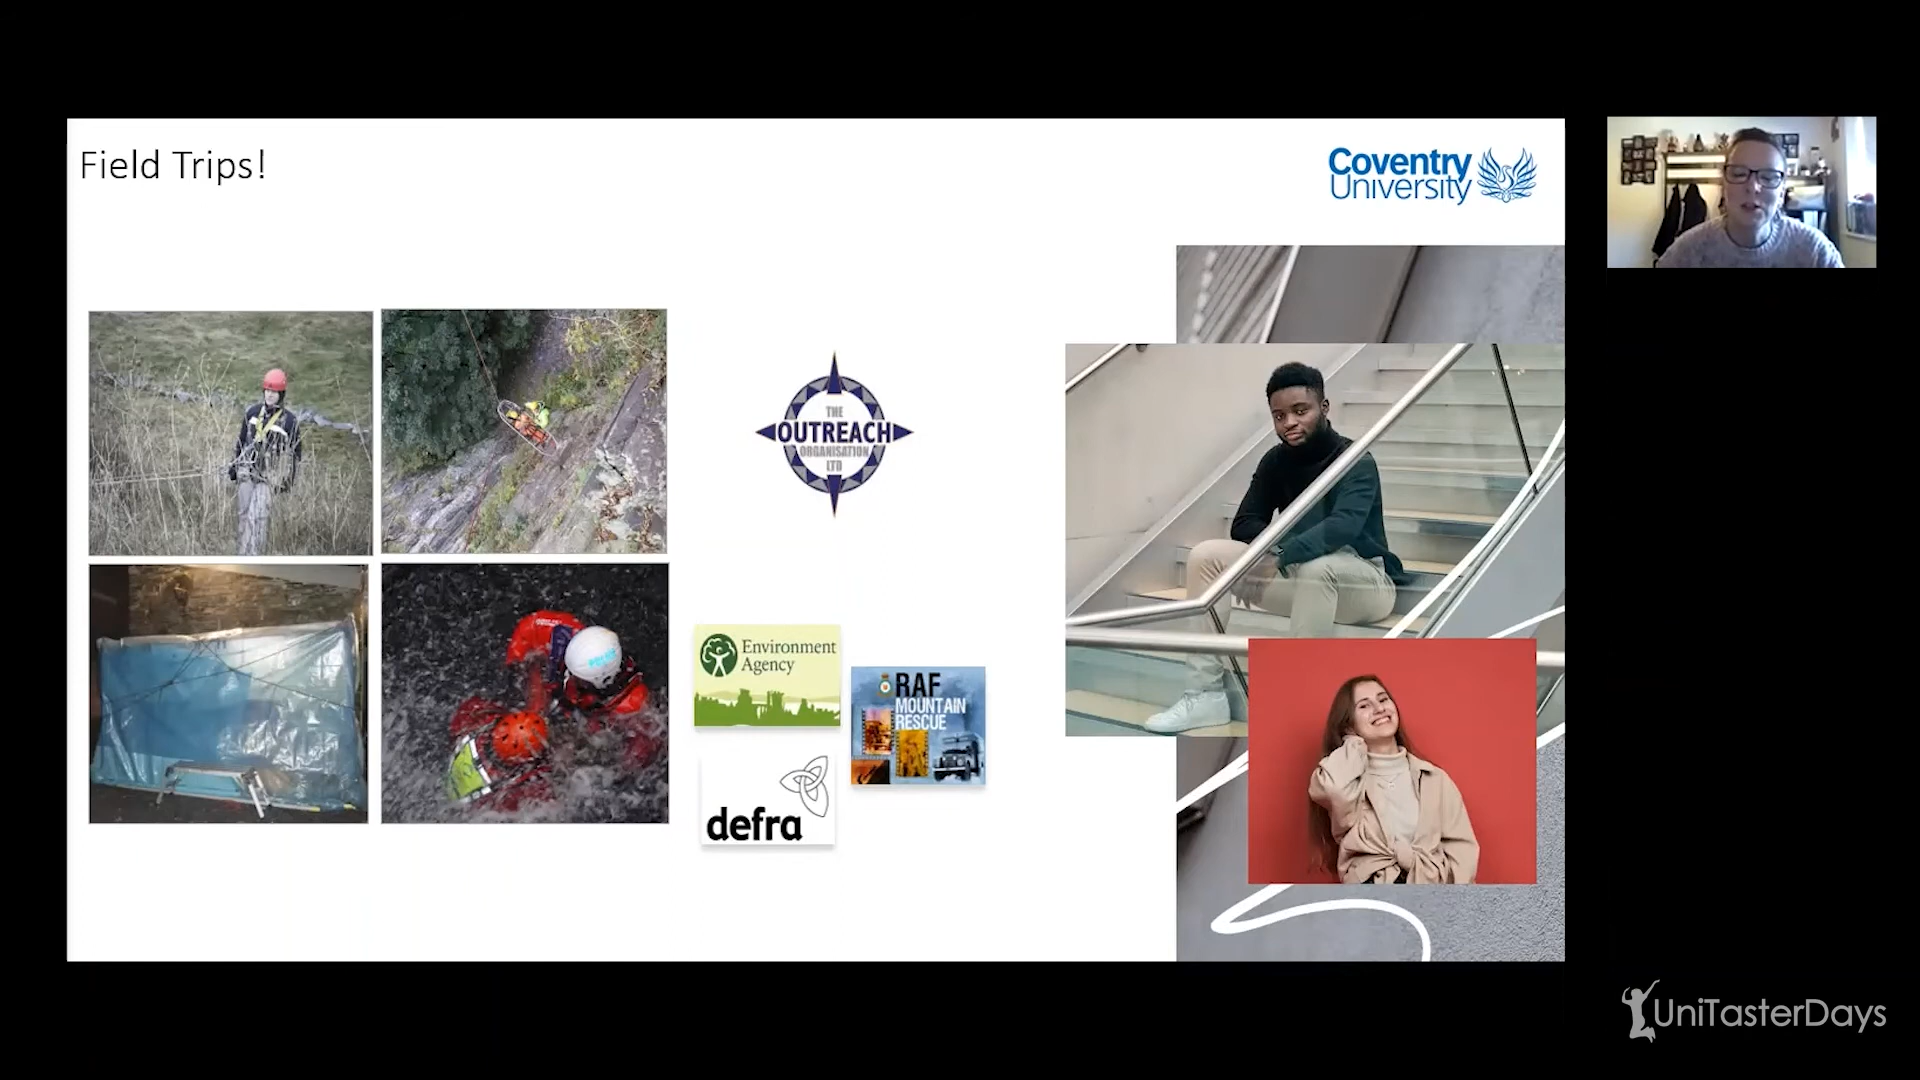 Field Trips!
Coventry
University
THE
OUTREACH
ORGANISATION
LTD
Environment
Agency
RAF
MOUNTAIN
RESCUE
defra
UniTasterDays